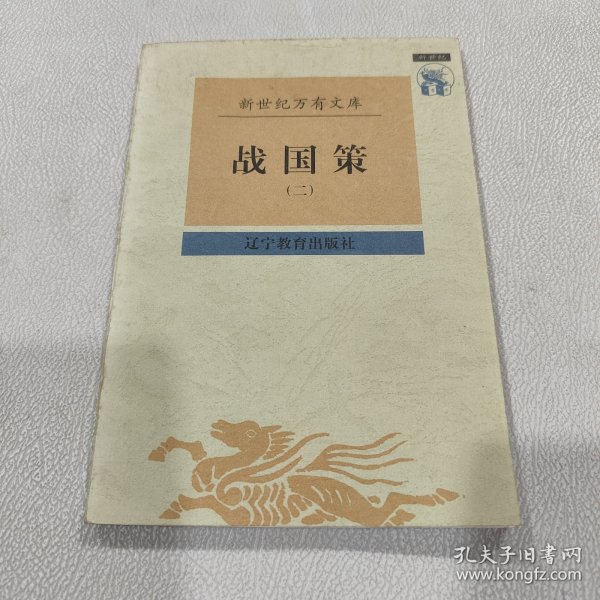 新世纪
新世纪万有文库
战国策
(二)
辽宁教育出版社
孔夫子旧书网
www.kongfz.com